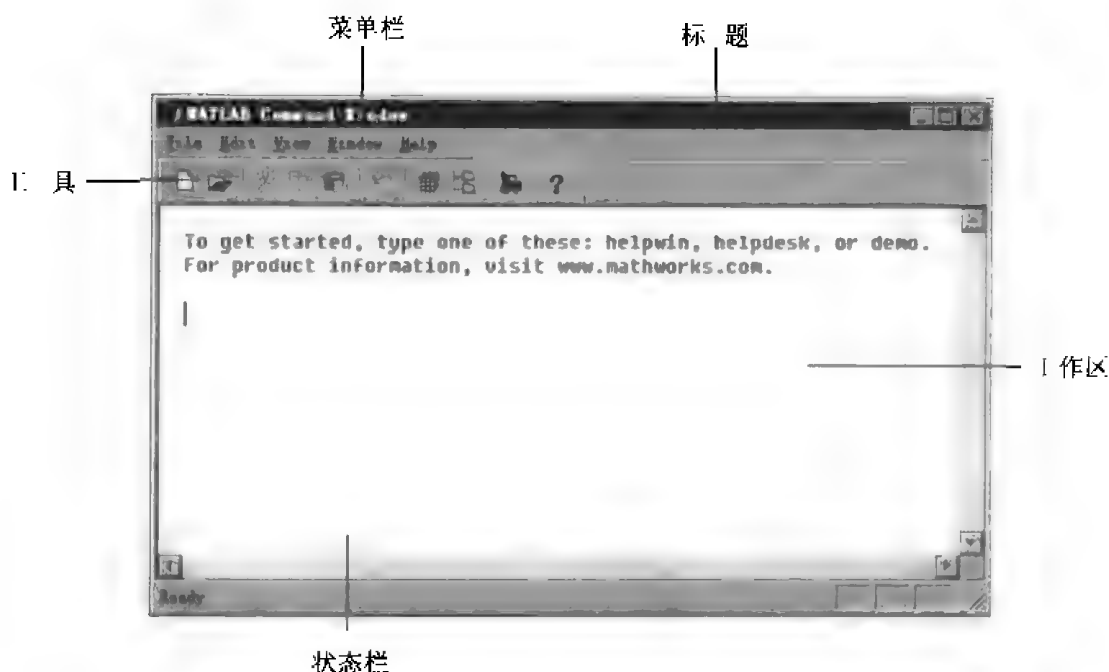 菜单栏
标 题
MATLAB Command Window
File Edit View Window Help
工 具
?
To get started, type one of these: helpwin, helpdesk, or demo.
For product information, visit www.mathworks.com.
工作区
Ready
状态栏